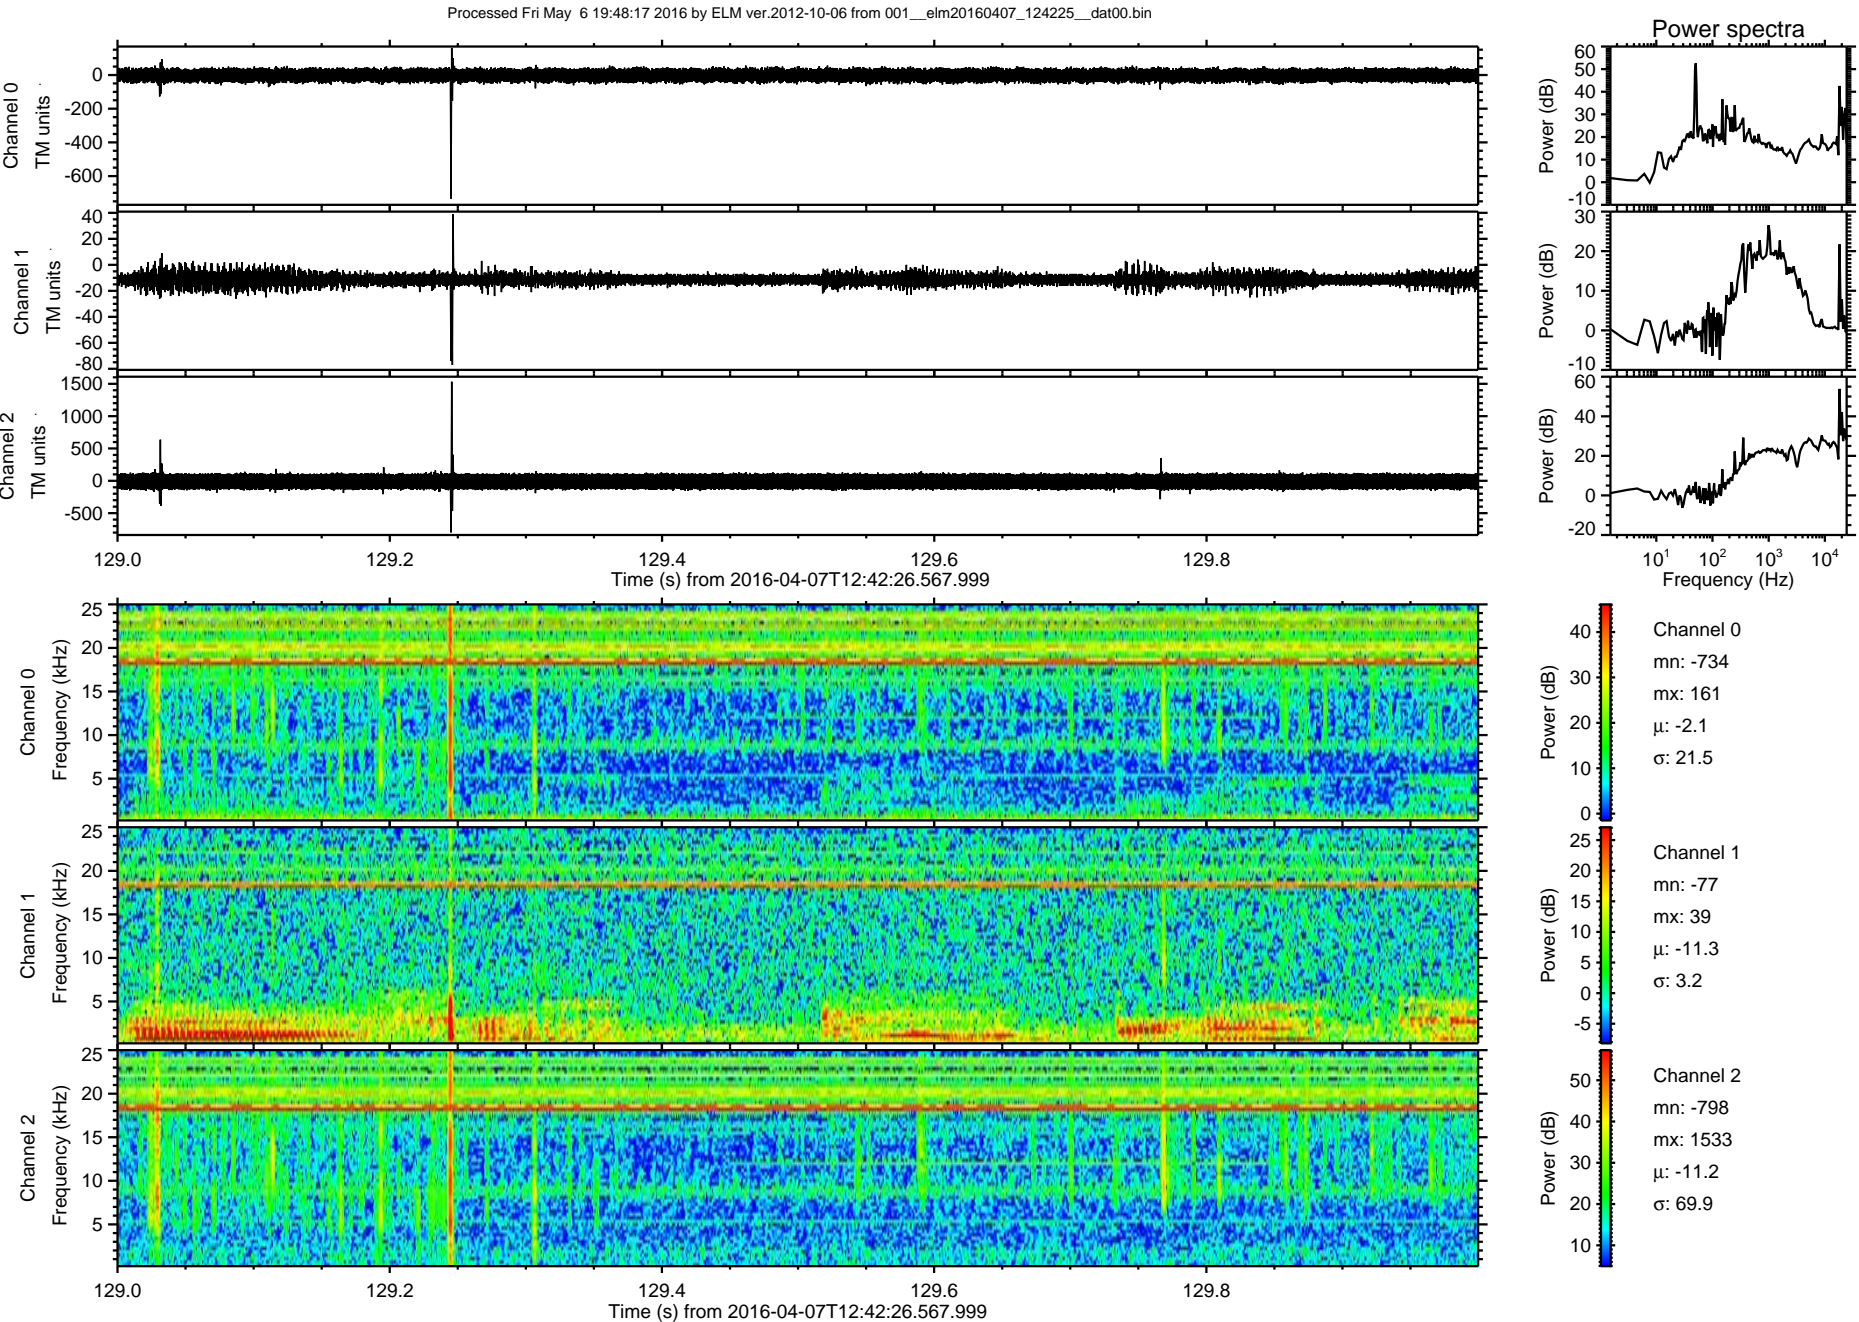 Processed Fri May  6 19:48:17 2016 by ELM ver.2012-10-06 from 001__elm20160407_124225__dat00.bin
Power spectra
Channel 0
TM units
0
-200
-400
-600
Power (dB)
60
50
40
30
20
10
0
-10
Channel 1
TM units
40
20
0
-20
-40
-60
-80
Power (dB)
30
20
10
0
-10
Channel 2
TM units
1500
1000
500
0
-500
Power (dB)
60
40
20
0
-20
129.0 129.2 129.4 129.6 129.8
Time (s) from 2016-04-07T12:42:26.567.999
10¹ 10² 10³ 10⁴
Frequency (Hz)
Channel 0
Frequency (kHz)
25
20
15
10
5
Power (dB)
40
30
20
10
0
Channel 0
mn: -734
mx: 161
μ: -2.1
σ: 21.5
Channel 1
Frequency (kHz)
25
20
15
10
5
Power (dB)
25
20
15
10
5
0
-5
Channel 1
mn: -77
mx: 39
μ: -11.3
σ: 3.2
Channel 2
Frequency (kHz)
25
20
15
10
5
Power (dB)
50
40
30
20
10
Channel 2
mn: -798
mx: 1533
μ: -11.2
σ: 69.9
129.0 129.2 129.4 129.6 129.8
Time (s) from 2016-04-07T12:42:26.567.999